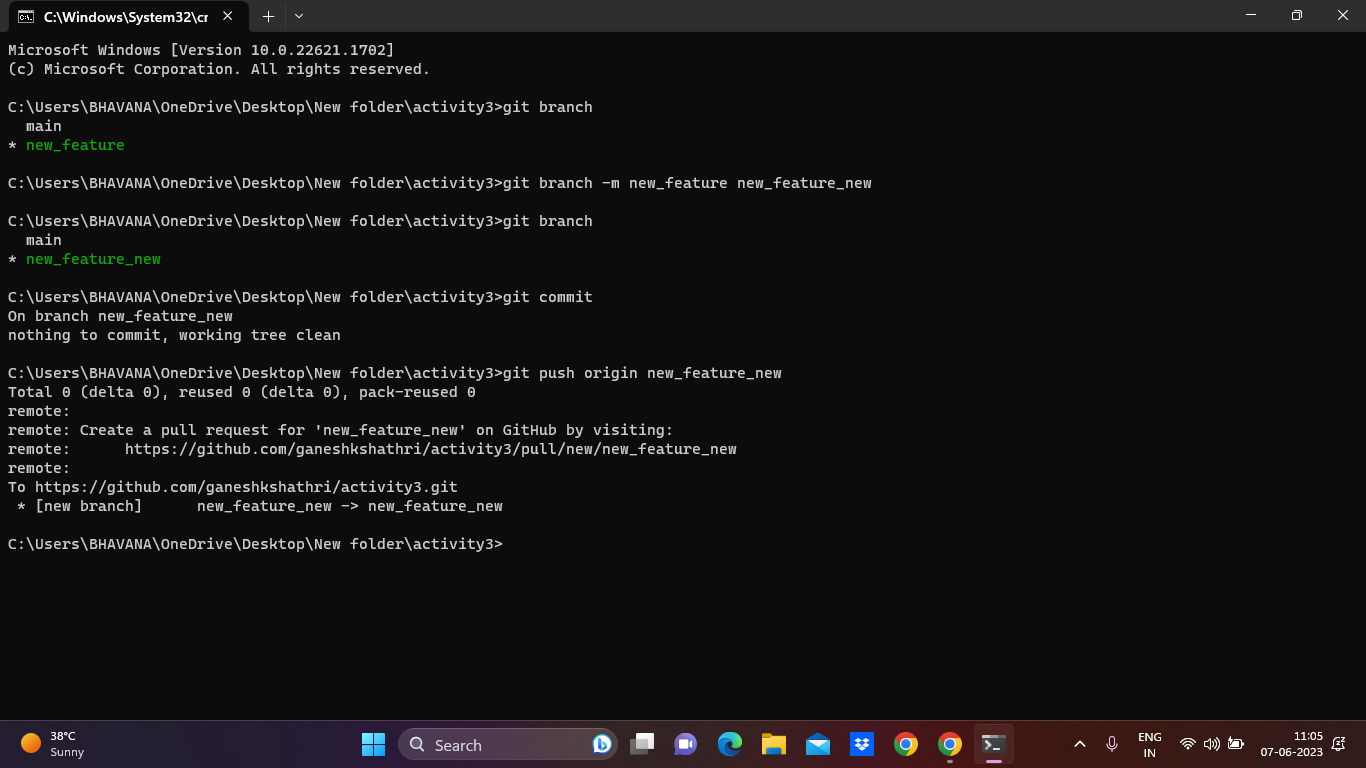 C:\Windows\System32\cr
Microsoft Windows [Version 10.0.22621.1702]
(c) Microsoft Corporation. All rights reserved.
C:\Users\BHAVANA\OneDrive\Desktop\New folder\activity3>git branch
  main
* new_feature
C:\Users\BHAVANA\OneDrive\Desktop\New folder\activity3>git branch -m new_feature new_feature_new
C:\Users\BHAVANA\OneDrive\Desktop\New folder\activity3>git branch
  main
* new_feature_new
C:\Users\BHAVANA\OneDrive\Desktop\New folder\activity3>git commit
On branch new_feature_new
nothing to commit, working tree clean
C:\Users\BHAVANA\OneDrive\Desktop\New folder\activity3>git push origin new_feature_new
Total 0 (delta 0), reused 0 (delta 0), pack-reused 0
remote:
remote: Create a pull request for 'new_feature_new' on GitHub by visiting:
remote:      https://github.com/ganeshkshathri/activity3/pull/new/new_feature_new
remote:
To https://github.com/ganeshkshathri/activity3.git
 * [new branch]      new_feature_new -> new_feature_new
C:\Users\BHAVANA\OneDrive\Desktop\New folder\activity3>
38°C
Sunny
Search
ENG
IN
11:05
07-06-2023